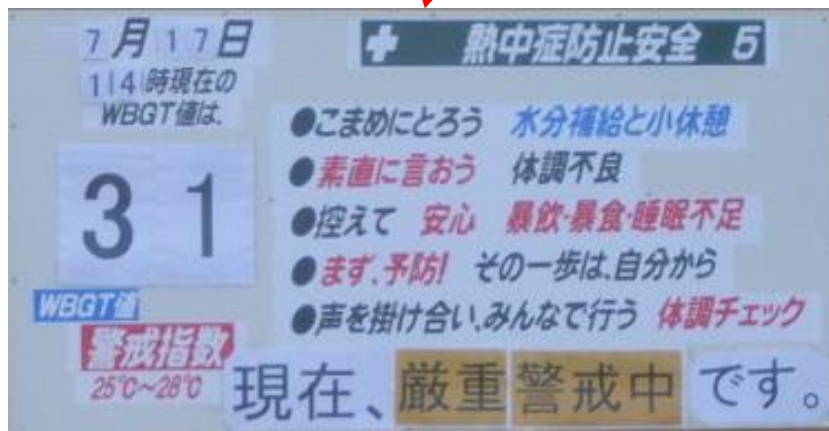 7月17日
14時現在の
WBGT値は、
31
WBGT値
警戒指数
25℃～28℃
✚ 熱中症防止安全 5
●こまめにとろう 水分補給と小休憩
●素直に言おう 体調不良
●控えて 安心 暴飲・暴食・睡眠不足
●まず、予防! その一歩は、自分から
●声を掛け合い、みんなで行う 体調チェック
現在、厳重警戒中です。